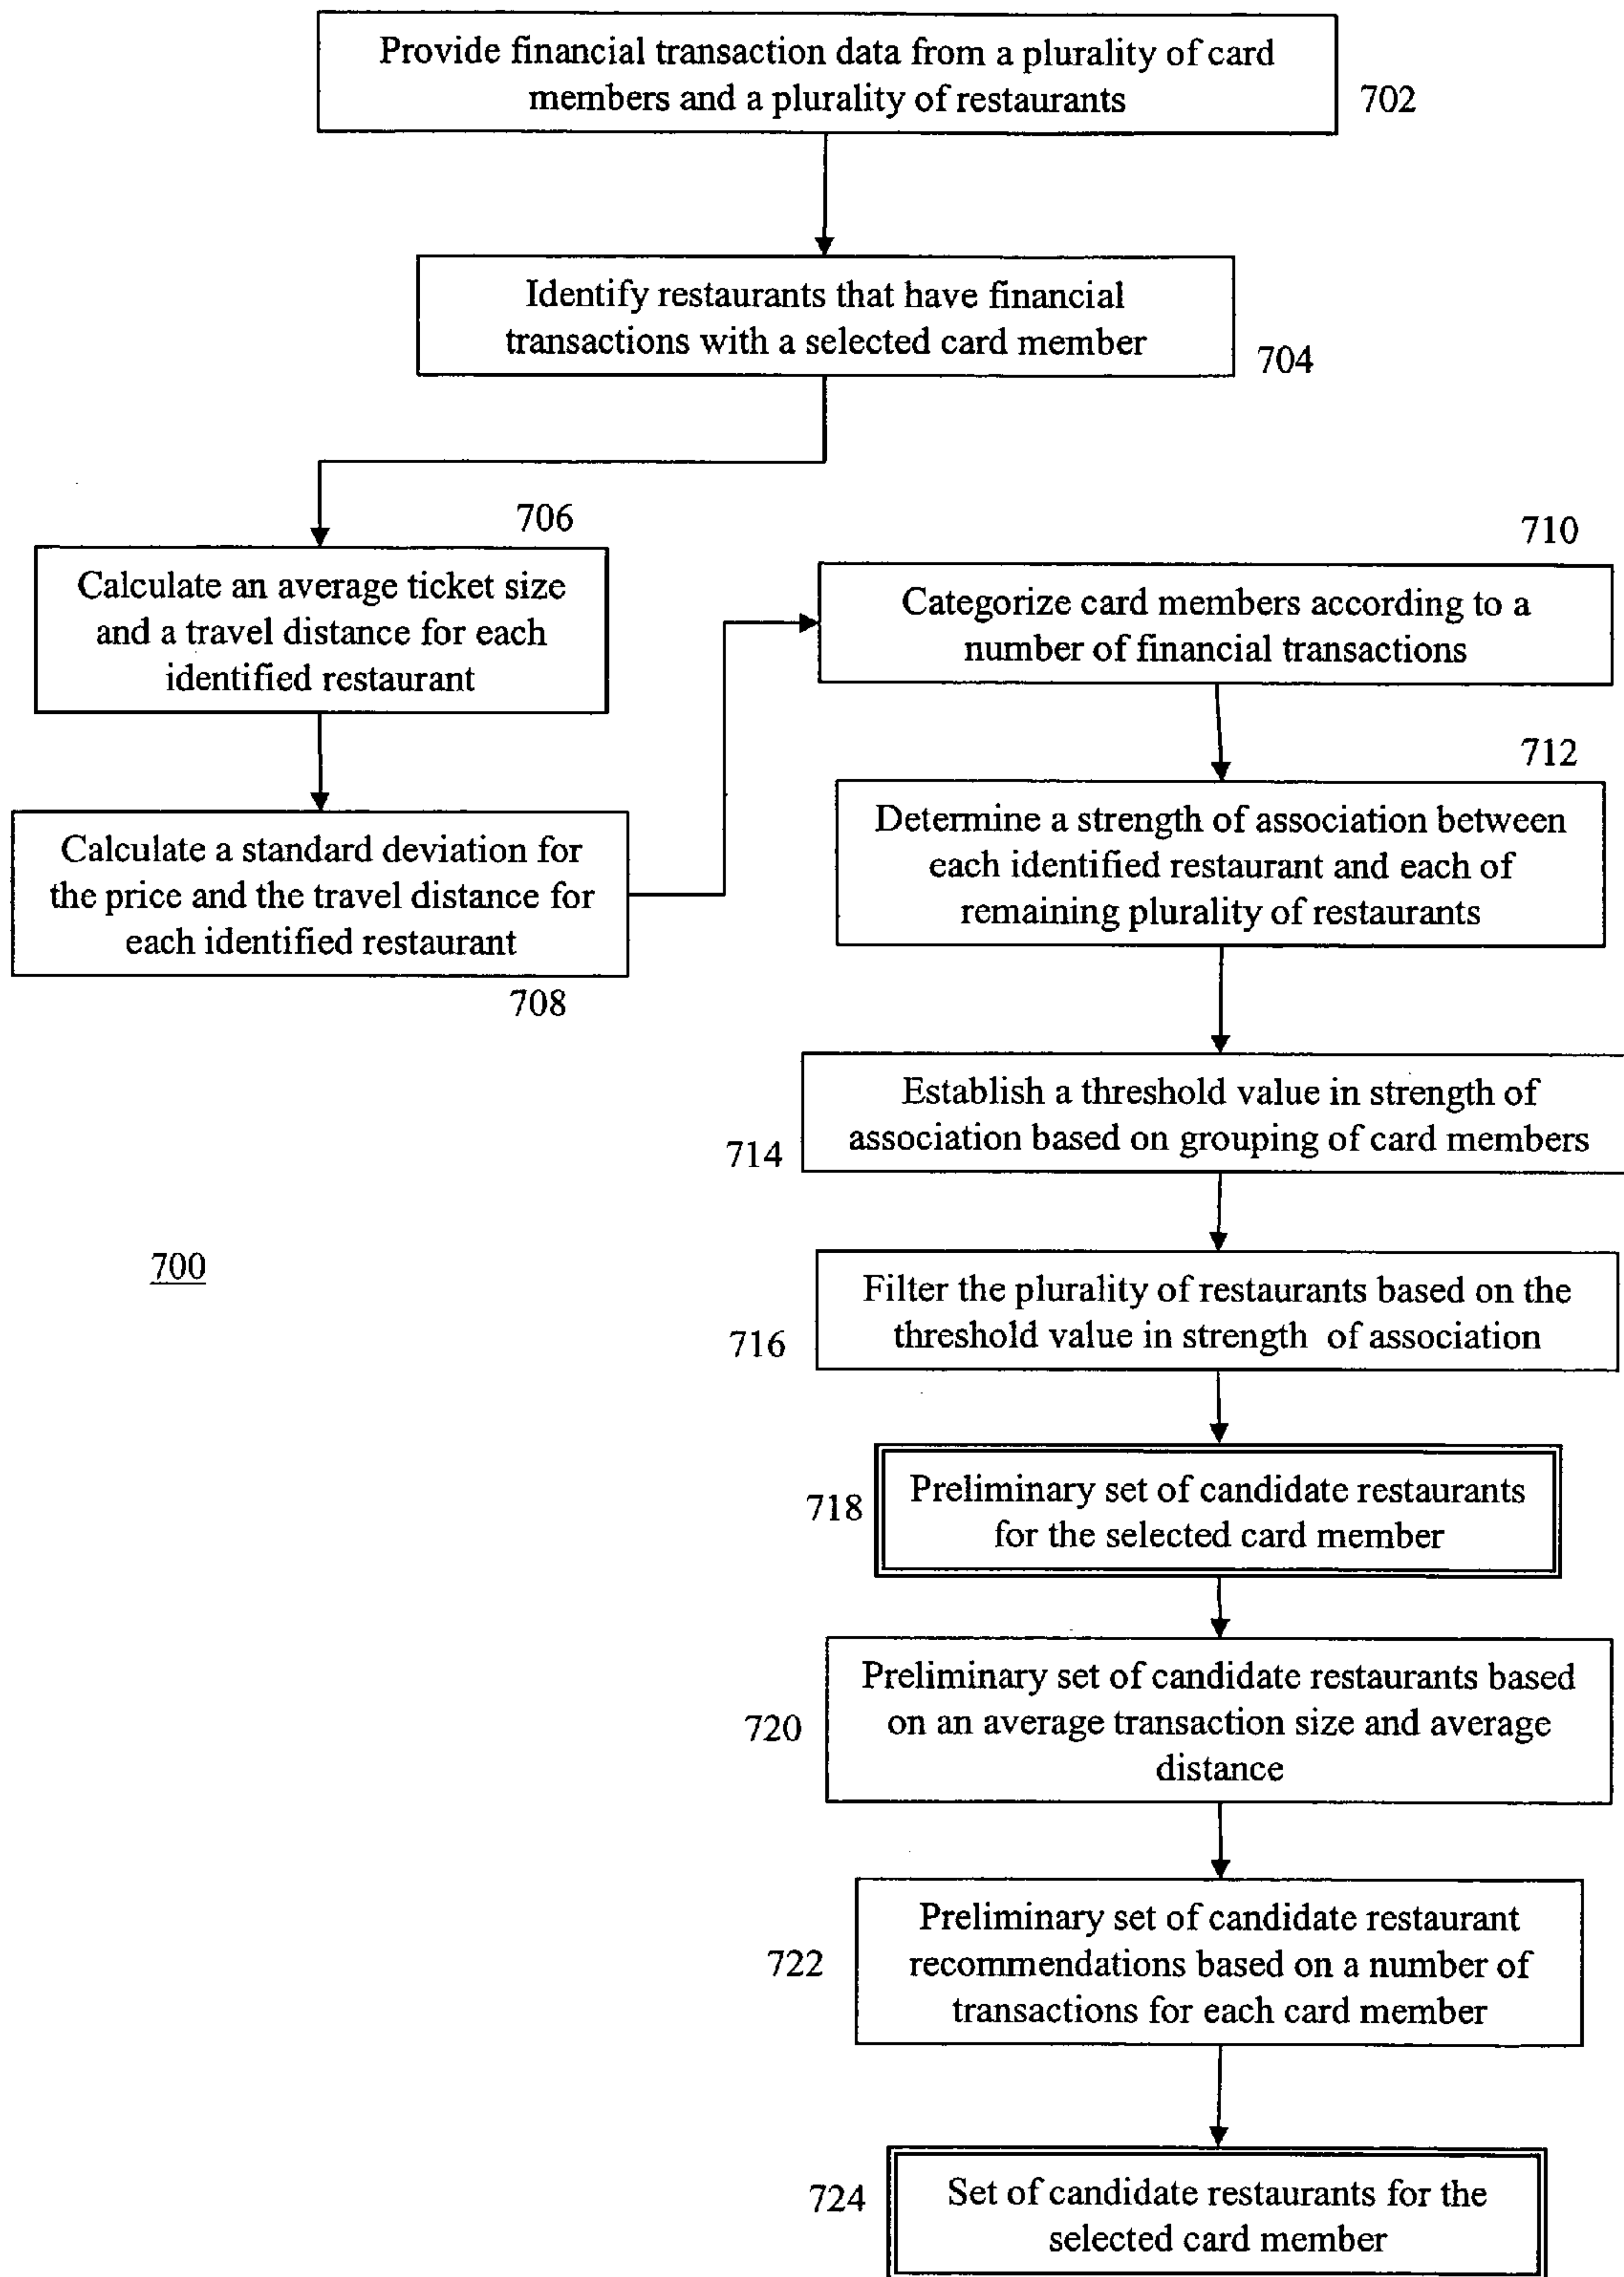 Provide financial transaction data from a plurality of card
members and a plurality of restaurants
702
Identify restaurants that have financial
transactions with a selected card member
704
706
Calculate an average ticket size
and a travel distance for each
identified restaurant
Calculate a standard deviation for
the price and the travel distance for
each identified restaurant
708
710
Categorize card members according to a
number of financial transactions
712
Determine a strength of association between
each identified restaurant and each of
remaining plurality of restaurants
Establish a threshold value in strength of
association based on grouping of card members
714
700
Filter the plurality of restaurants based on the
threshold value in strength of association
716
Preliminary set of candidate restaurants
for the selected card member
718
Preliminary set of candidate restaurants based
on an average transaction size and average
distance
720
Preliminary set of candidate restaurant
recommendations based on a number of
transactions for each card member
722
Set of candidate restaurants for the
selected card member
724